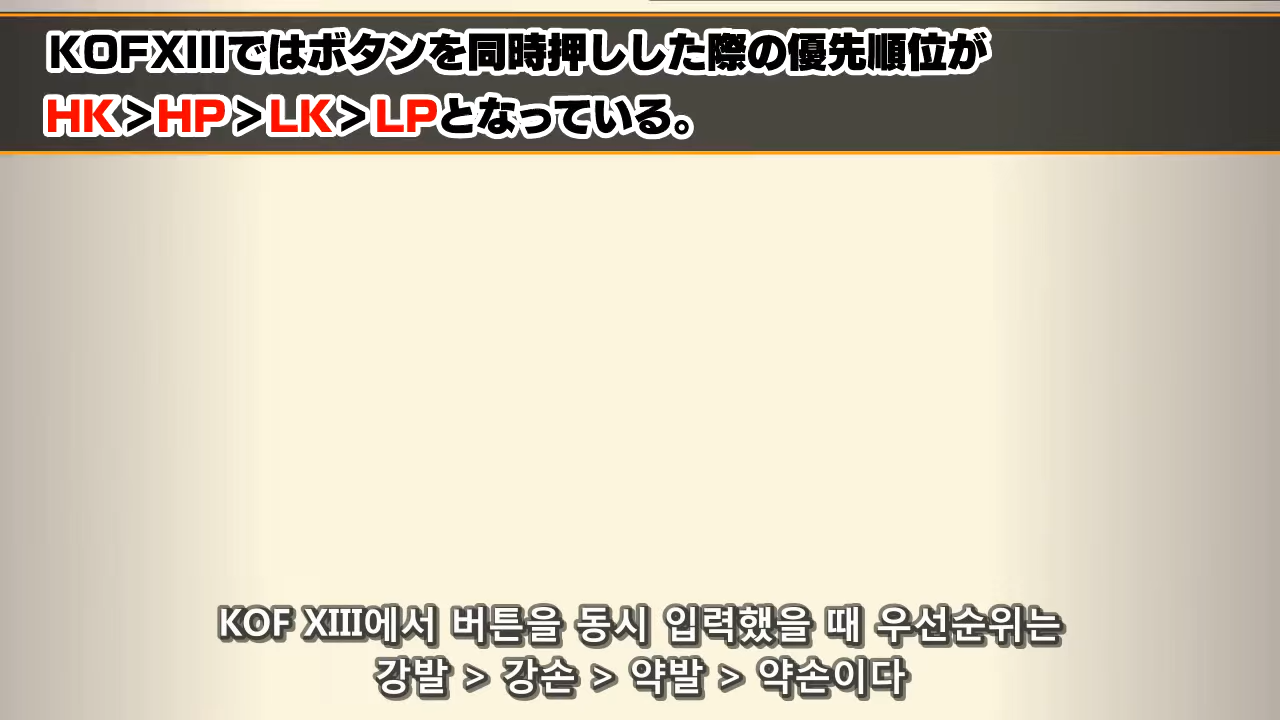 KOFXIIIではボタンを同時押しした際の優先順位が
HK>HP>LK>LPとなっている。
KOF XIII에서 버튼을 동시 입력했을 때 우선순위는
강발 > 강손 > 약발 > 약손이다